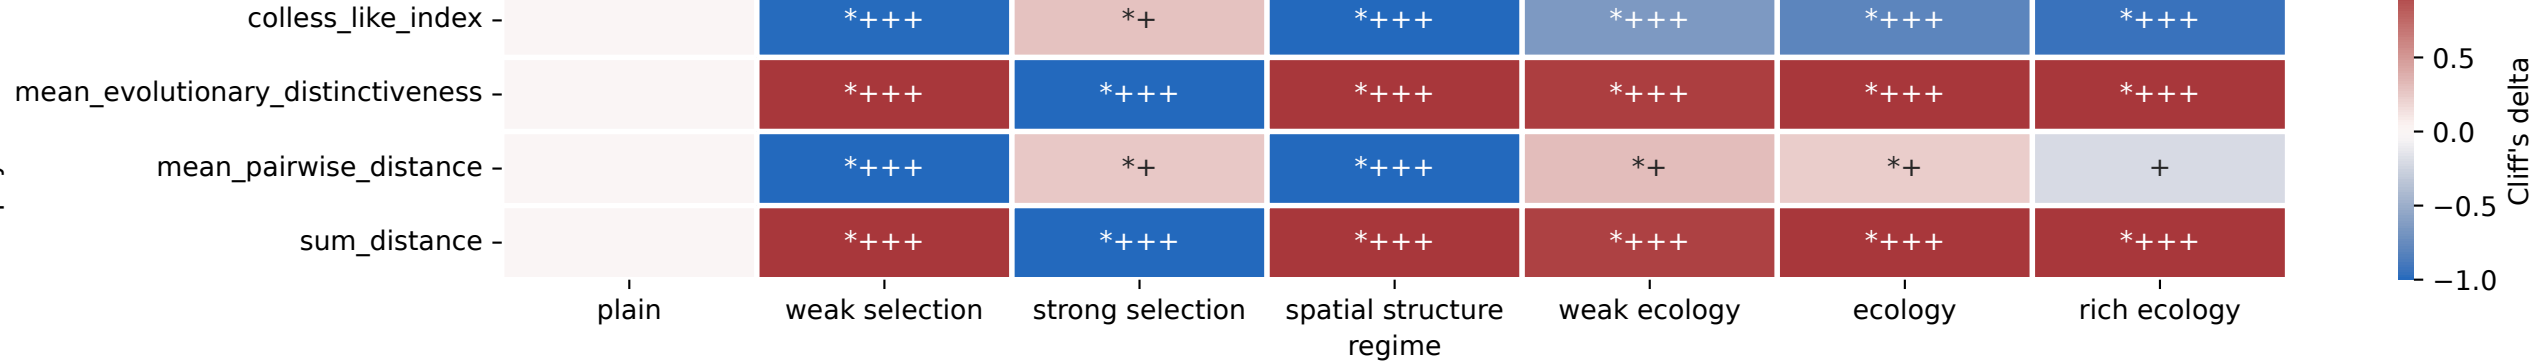 colless_like_index *+++ *+ *+++ *+++ *+++ *+++
mean_evolutionary_distinctiveness *+++ *+++ *+++ *+++ *+++ *+++
mean_pairwise_distance *+++ *+ *+++ *+ *+ +
sum_distance *+++ *+++ *+++ *+++ *+++ *+++
plain weak selection strong selection spatial structure weak ecology ecology rich ecology
regime
0.5
0.0
−0.5
−1.0
Cliff's delta